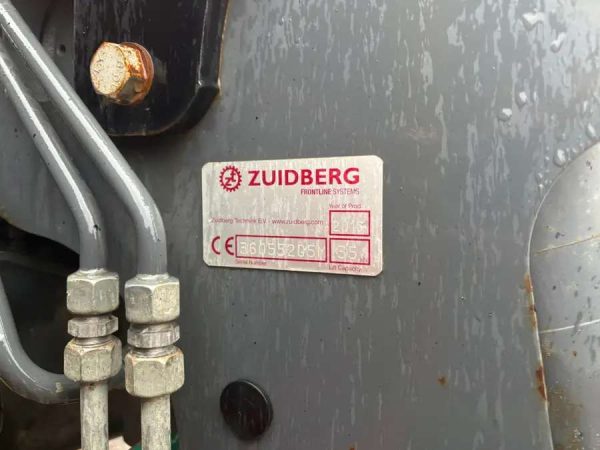 ZUIDBERG
FRONTLINE SYSTEMS
Year of Prod.
Zuidberg Techniek B.V. - www.zuidberg.com
CE
Serial Number
Lift Capacity